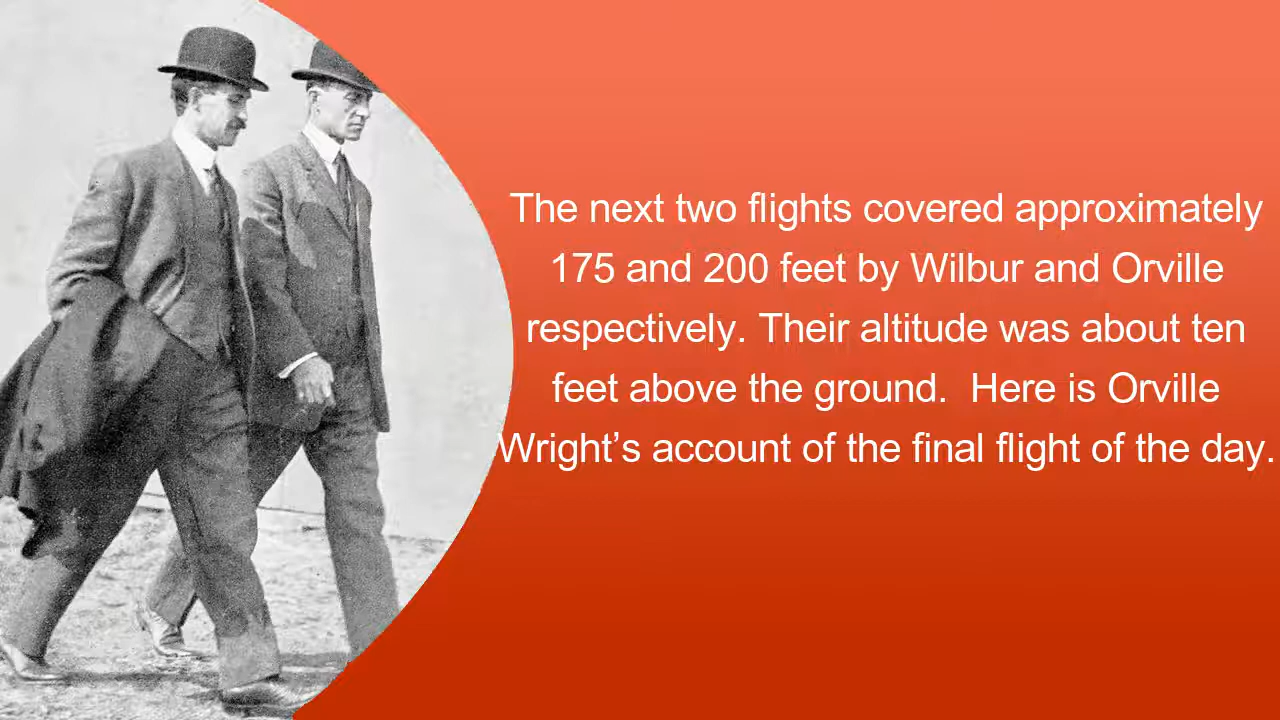 The next two flights covered approximately
175 and 200 feet by Wilbur and Orville
respectively. Their altitude was about ten
feet above the ground.  Here is Orville
Wright’s account of the final flight of the day.